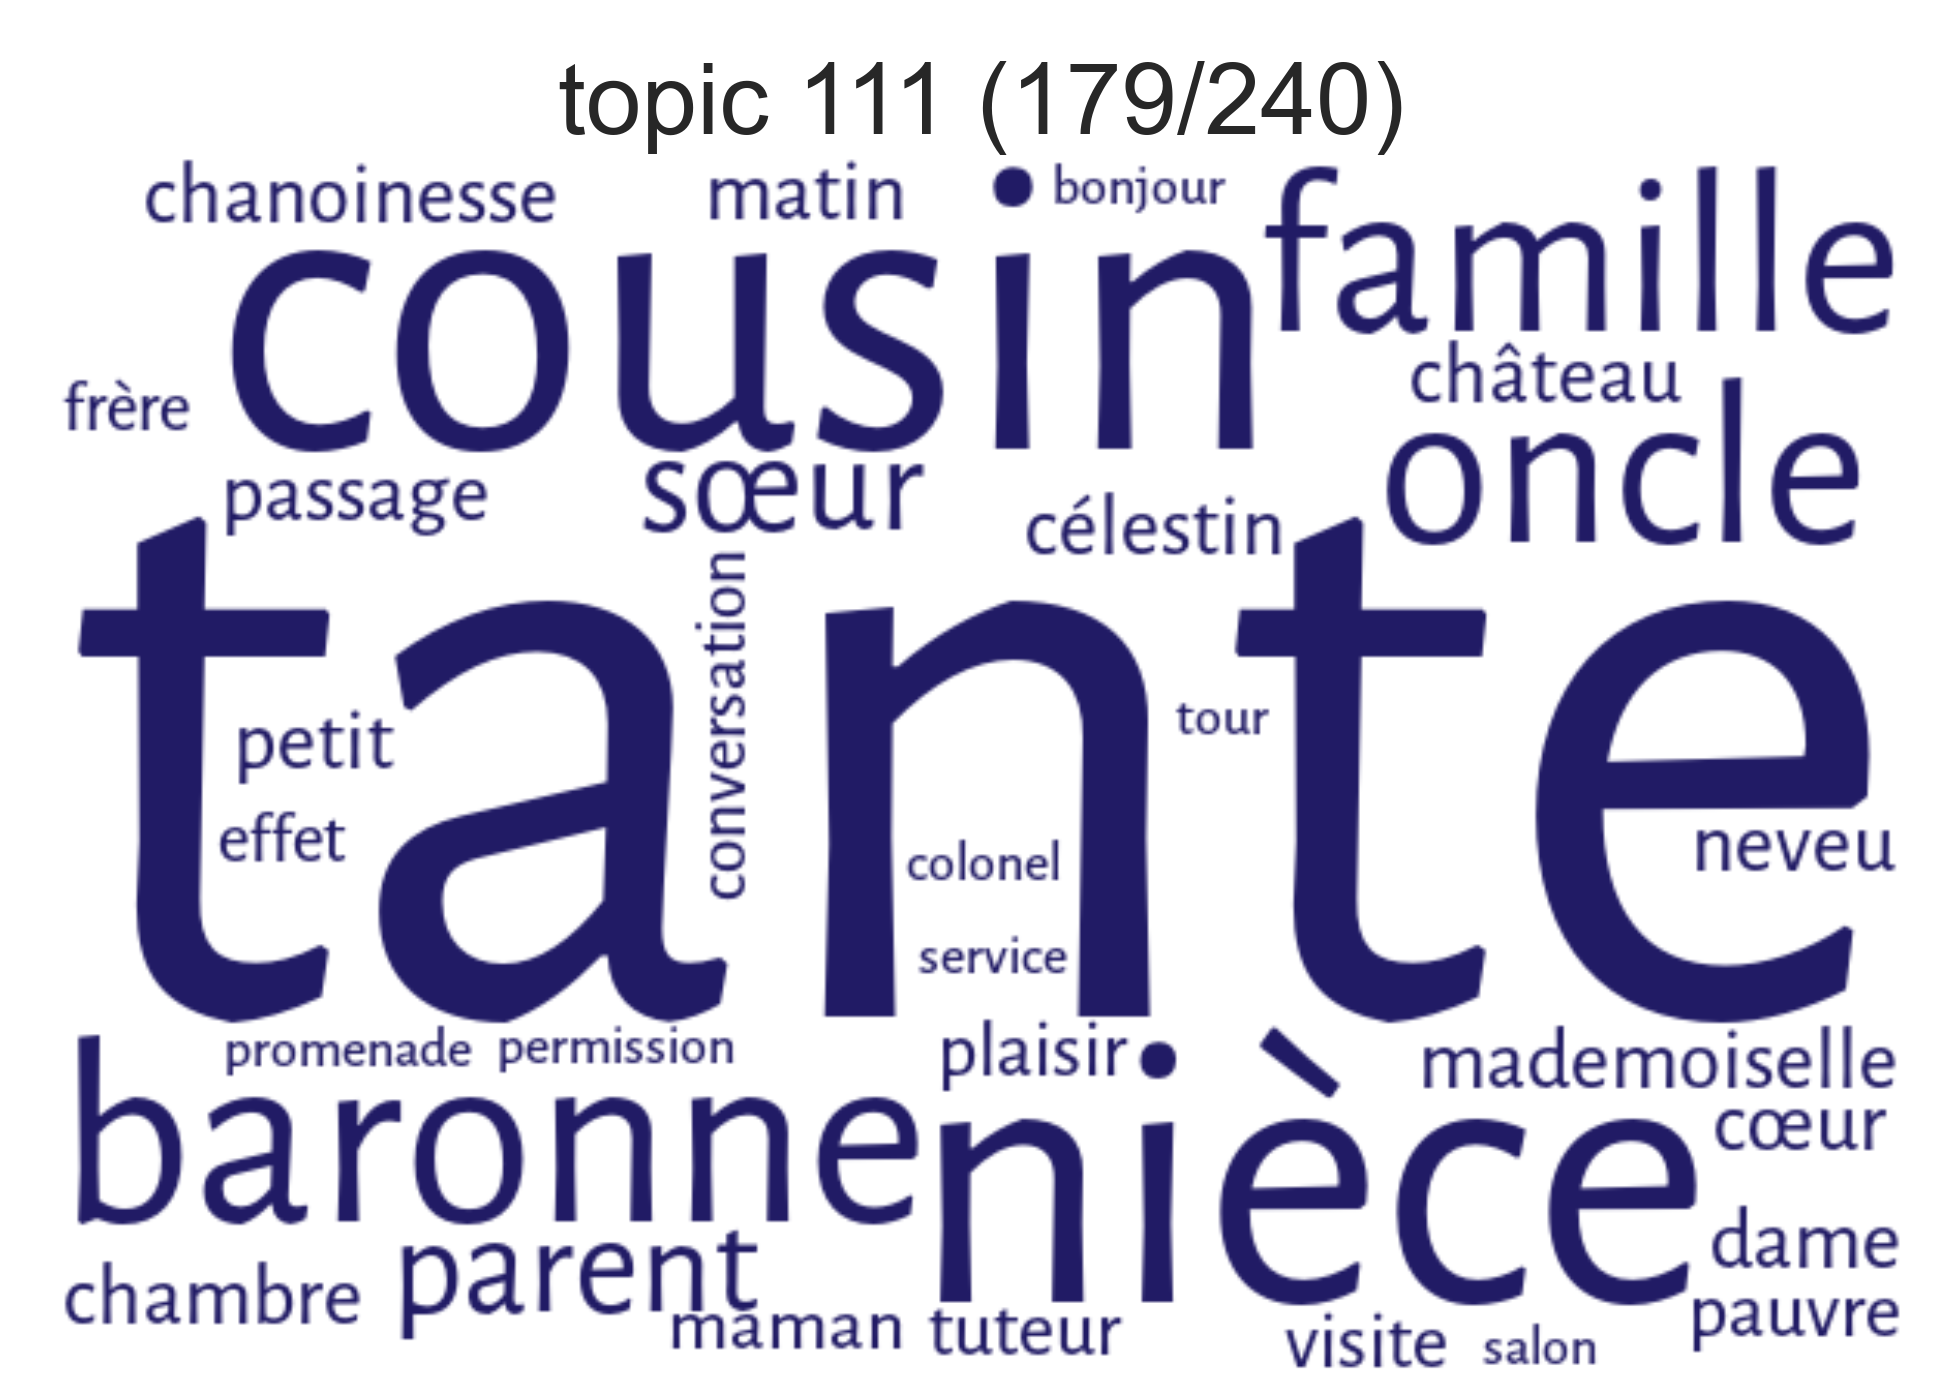 topic 111 (179/240)
chanoinesse matin bonjour
cousin famille
château
frère
oncle
passage sœur célestin
tante
conversation
petit tour
effet
colonel neveu
service
promenade permission plaisir mademoiselle
baronne nièce cœur
dame
chambre parent pauvre
maman tuteur visite salon